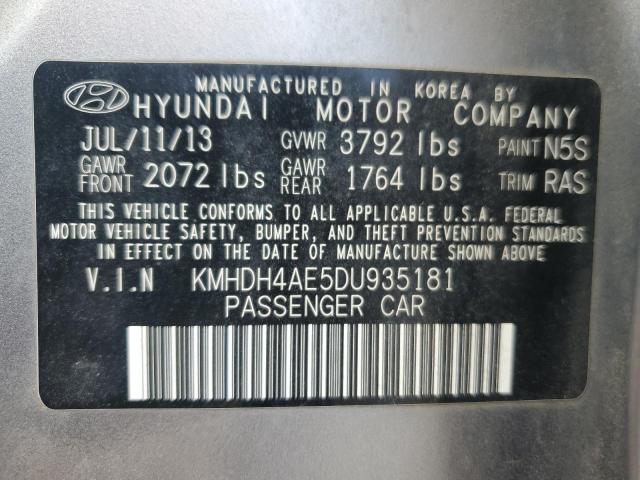 MANUFACTURED IN KOREA BY
HYUNDAI MOTOR COMPANY
JUL/11/13 GVWR 3792 lbs PAINT N5S
GAWR FRONT 2072 lbs GAWR REAR 1764 lbs TRIM RAS
THIS VEHICLE CONFORMS TO ALL APPLICABLE U.S.A. FEDERAL
MOTOR VEHICLE SAFETY, BUMPER, AND THEFT PREVENTION STANDARDS
IN EFFECT ON THE DATE OF MANUFACTURE SHOWN ABOVE.
V.I.N KMHDH4AE5DU935181
PASSENGER CAR